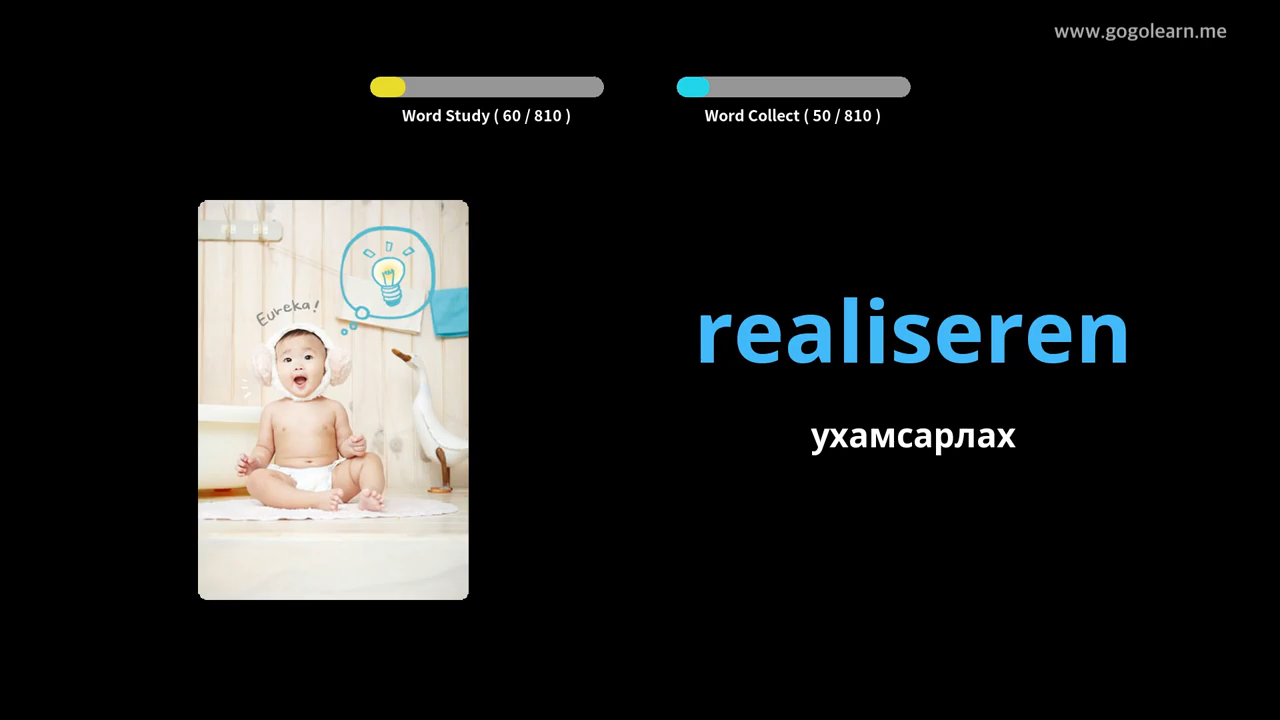 www.gogolearn.me
Word Study ( 60 / 810 )
Word Collect ( 50 / 810 )
Eureka!
realiseren
ухамсарлах